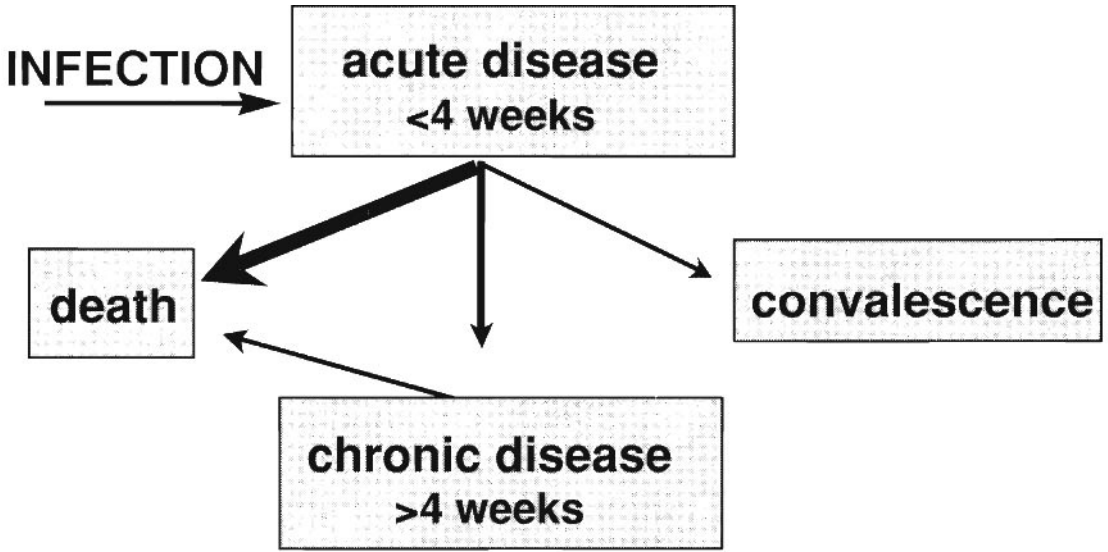 INFECTION
acute disease
<4 weeks
death
convalescence
chronic disease
>4 weeks